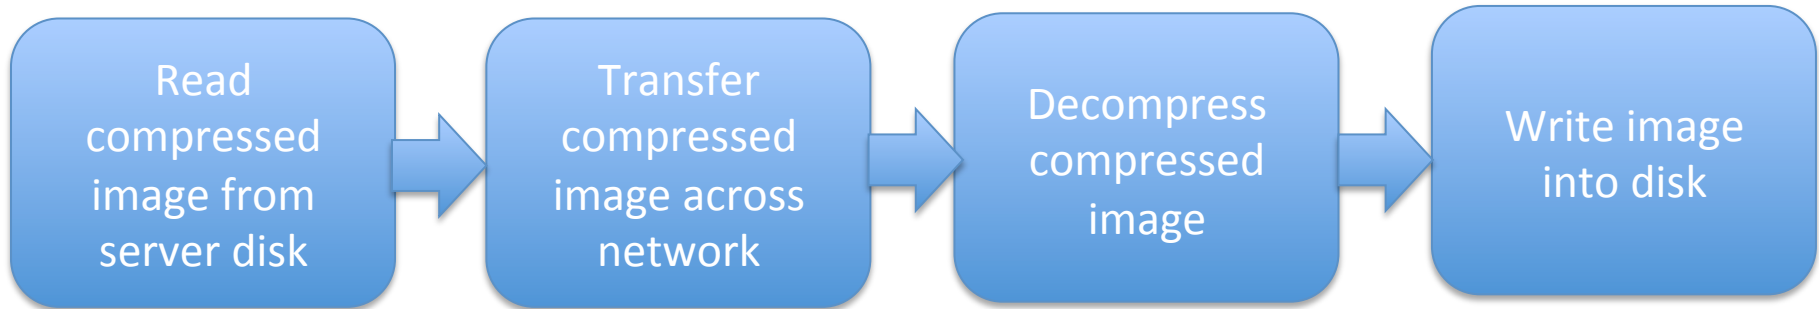 Read
compressed
image from
server disk
Transfer
compressed
image across
network
Decompress
compressed
image
Write image
into disk